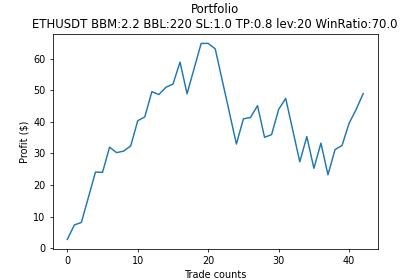 Portfolio
ETHUSDT BBM:2.2 BBL:220 SL:1.0 TP:0.8 lev:20 WinRatio:70.0
Profit ($)
60
50
40
30
20
10
0
0 10 20 30 40
Trade counts